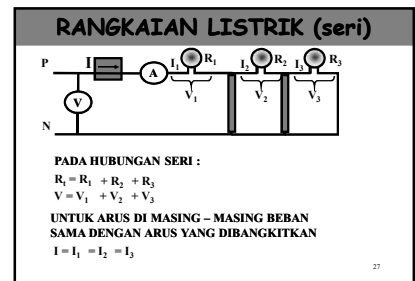 RANGKAIAN LISTRIK (seri)
P I A I₁ R₁ I₂ R₂ I₃ R₃
V V₁ V₂ V₃
N
PADA HUBUNGAN SERI :
Rₜ = R₁ + R₂ + R₃
V = V₁ + V₂ + V₃
UNTUK ARUS DI MASING – MASING BEBAN
SAMA DENGAN ARUS YANG DIBANGKITKAN
I = I₁ = I₂ = I₃
27